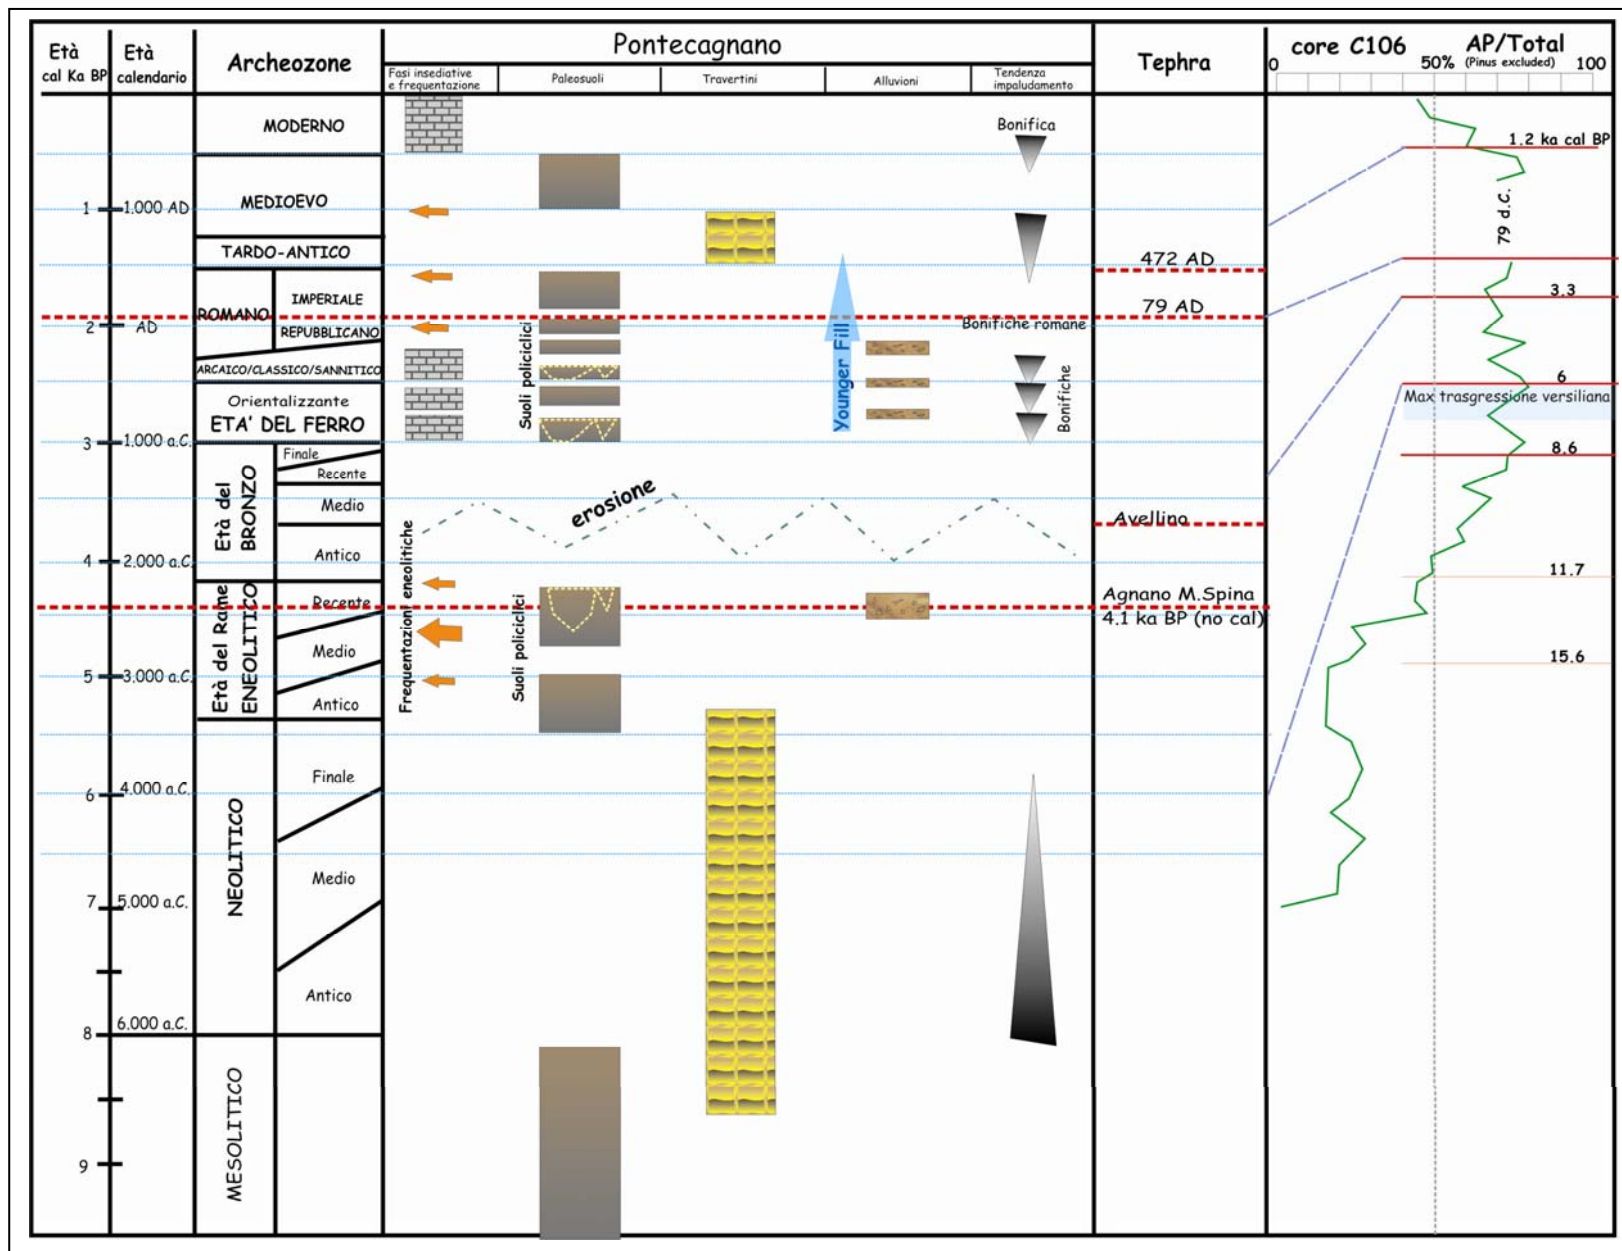 Età
cal Ka BP
Età
calendario
Archeozone
Pontecagnano
Fasi insediative
e frequentazione
Paleosuoli
Travertini
Alluvioni
Tendenza
impaludamento
Tephra
core C106
AP/Total
(Pinus excluded)
0
50%
100
MODERNO
Bonifica
1.2 ka cal BP
MEDIOEVO
1
1.000 AD
79 d.C.
TARDO-ANTICO
472 AD
IMPERIALE
ROMANO
79 AD
3.3
2
AD
REPUBBLICANO
Bonifiche romane
Suoli policiclici
Younger Fill
Bonifiche
ARCAICO/CLASSICO/SANNITICO
6
Max trasgressione versiliana
Orientalizzante
ETA' DEL FERRO
3
1.000 a.C.
8.6
Età del
BRONZO
Finale
Recente
Medio
erosione
Avellino
Antico
4
2.000 a.C.
11.7
Frequentazioni eneolitiche
Suoli policiclici
Età del Rame
ENEOLITICO
Recente
Agnano M.Spina
4.1 ka BP (no cal)
Medio
15.6
5
3.000 a.C.
Antico
NEOLITICO
Finale
6
4.000 a.C.
Medio
7
5.000 a.C.
Antico
6.000 a.C.
8
MESOLITICO
9